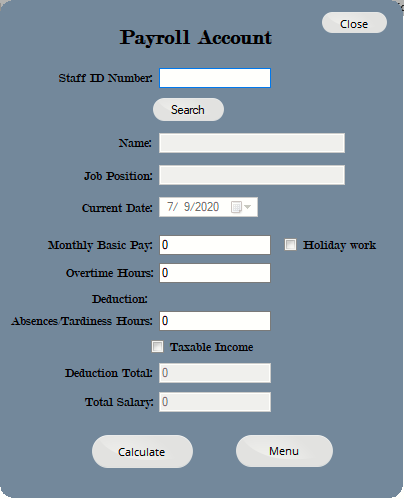 Close
Payroll Account
Staff ID Number:
Search
Name:
Job Position:
Current Date: 7/ 9/2020
Monthly Basic Pay: 0 Holiday work
Overtime Hours: 0
Deduction:
Absences/Tardiness Hours: 0
Taxable Income
Deduction Total: 0
Total Salary: 0
Calculate Menu